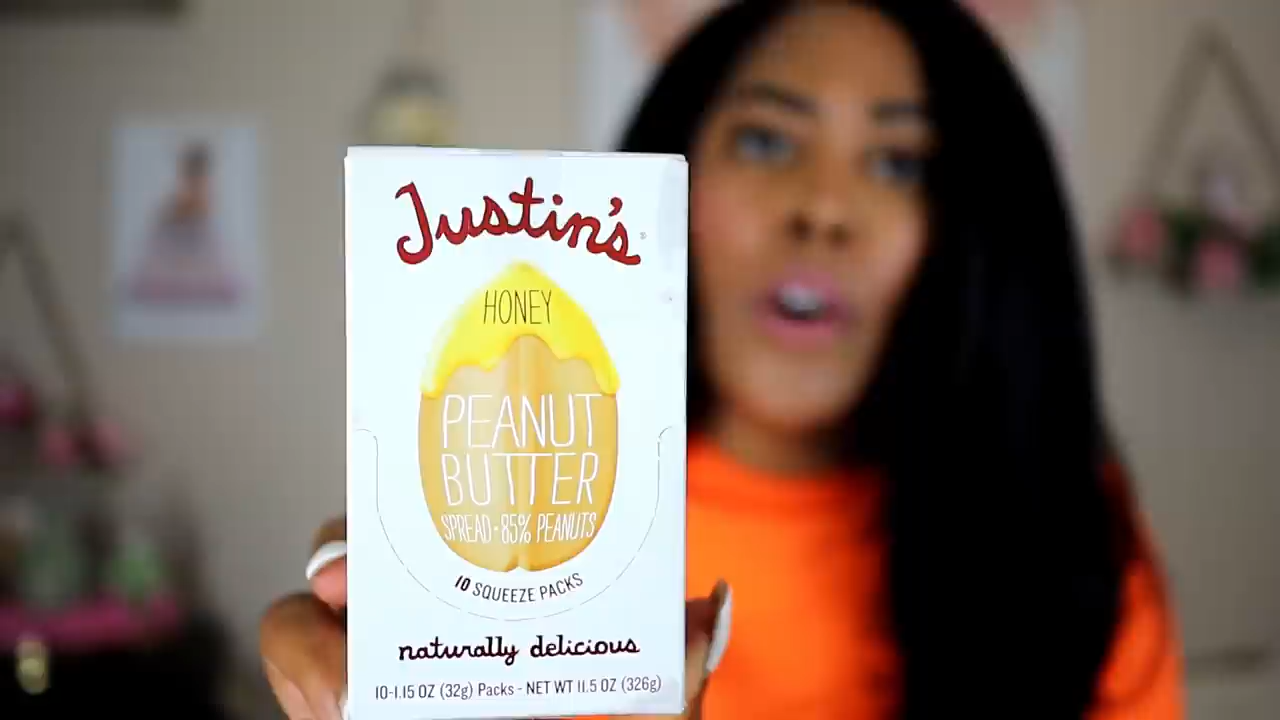 Justin's®
HONEY
PEANUT
BUTTER
SPREAD • 85% PEANUTS
10 SQUEEZE PACKS
naturally delicious
10-1.15 OZ (32g) Packs - NET WT 11.5 OZ (326g)